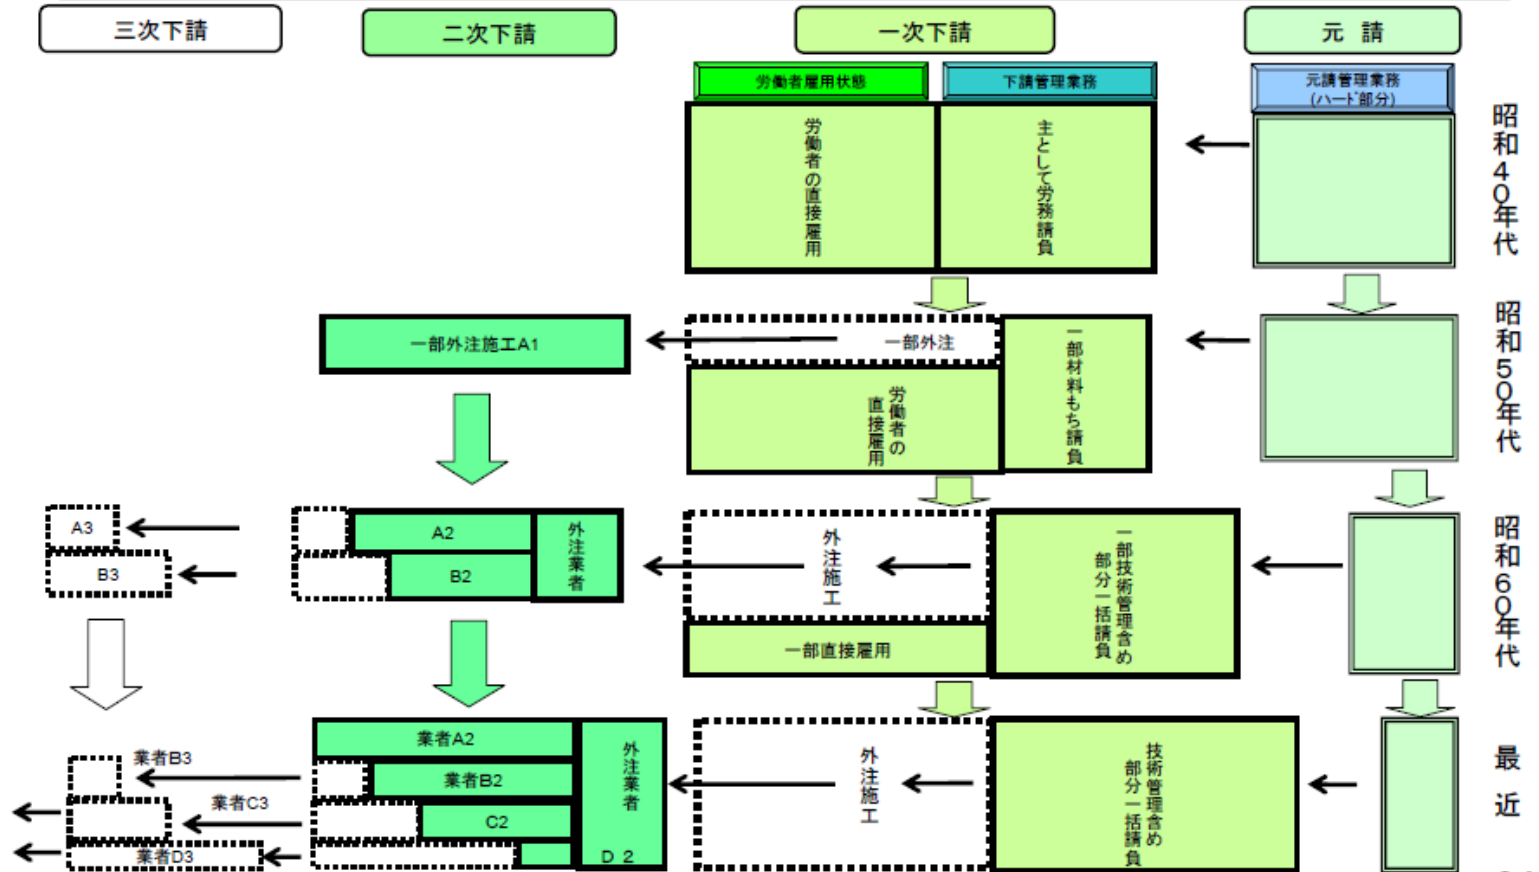 三次下請
二次下請
一次下請
元 請
労働者雇用状態
下請管理業務
元請管理業務
(ハード部分)
労働者の直接雇用
主として労務請負
昭和40年代
一部外注施工A1
一部外注
労働者の
直接雇用
一部材料もち請負
昭和50年代
A3
B3
A2
B2
外注業者
外注施工
一部直接雇用
一部技術管理含め
部分一括請負
昭和60年代
業者B3
業者C3
業者D3
業者A2
業者B2
C2
D 2
外注業者
外注施工
技術管理含め
部分一括請負
最近